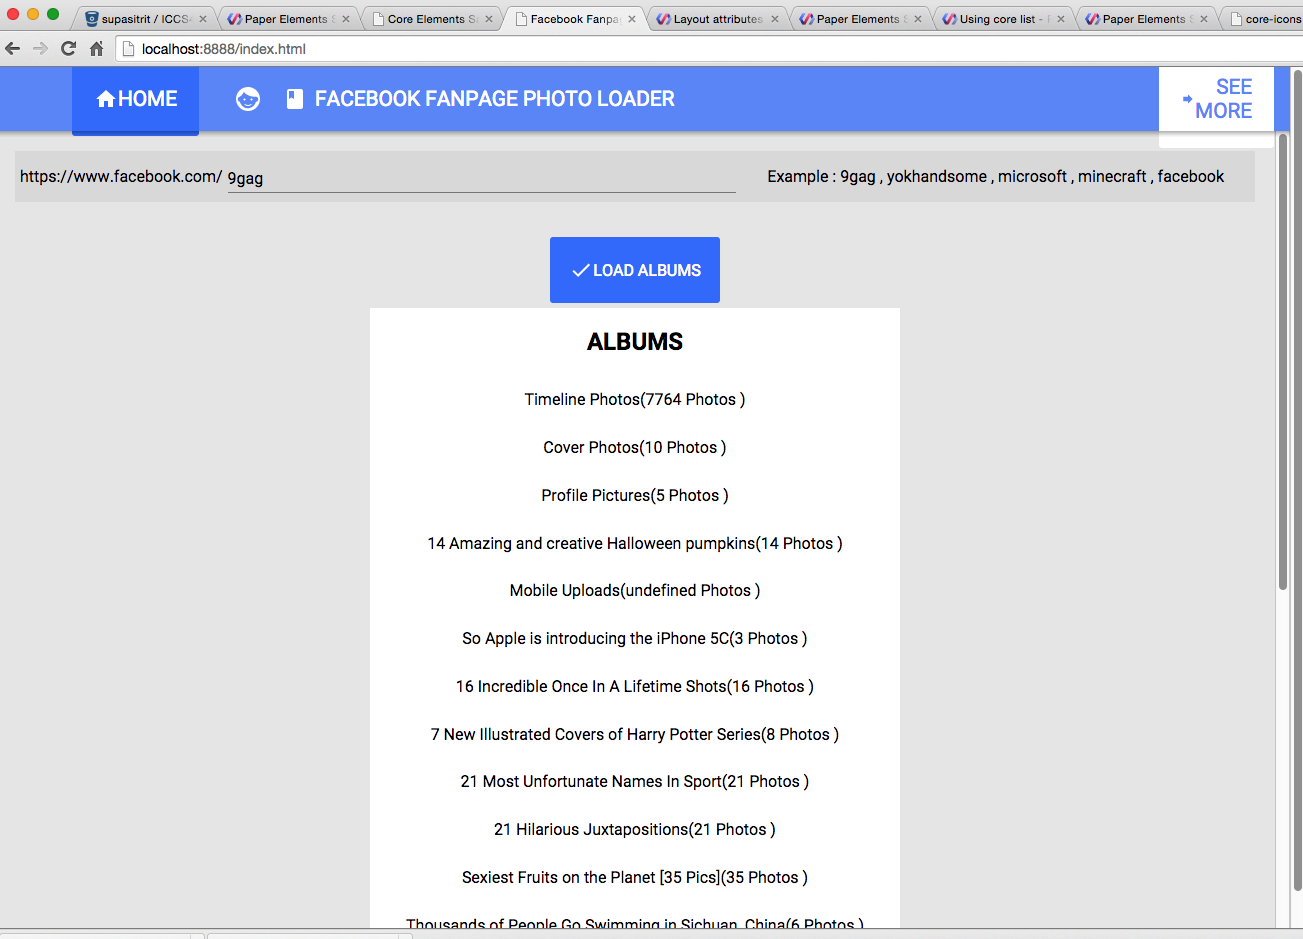 supasitrit / ICCS
Paper Elements
Core Elements
Facebook Fanpa
Layout attributes
Paper Elements
Using core list -
Paper Elements
core-icons
localhost:8888/index.html
HOME
FACEBOOK FANPAGE PHOTO LOADER
SEE
MORE
https://www.facebook.com/ 9gag
Example : 9gag , yokhandsome , microsoft , minecraft , facebook
LOAD ALBUMS
ALBUMS
Timeline Photos(7764 Photos )
Cover Photos(10 Photos )
Profile Pictures(5 Photos )
14 Amazing and creative Halloween pumpkins(14 Photos )
Mobile Uploads(undefined Photos )
So Apple is introducing the iPhone 5C(3 Photos )
16 Incredible Once In A Lifetime Shots(16 Photos )
7 New Illustrated Covers of Harry Potter Series(8 Photos )
21 Most Unfortunate Names In Sport(21 Photos )
21 Hilarious Juxtapositions(21 Photos )
Sexiest Fruits on the Planet [35 Pics](35 Photos )
Thousands of People Go Swimming in Sichuan, China(6 Photos )